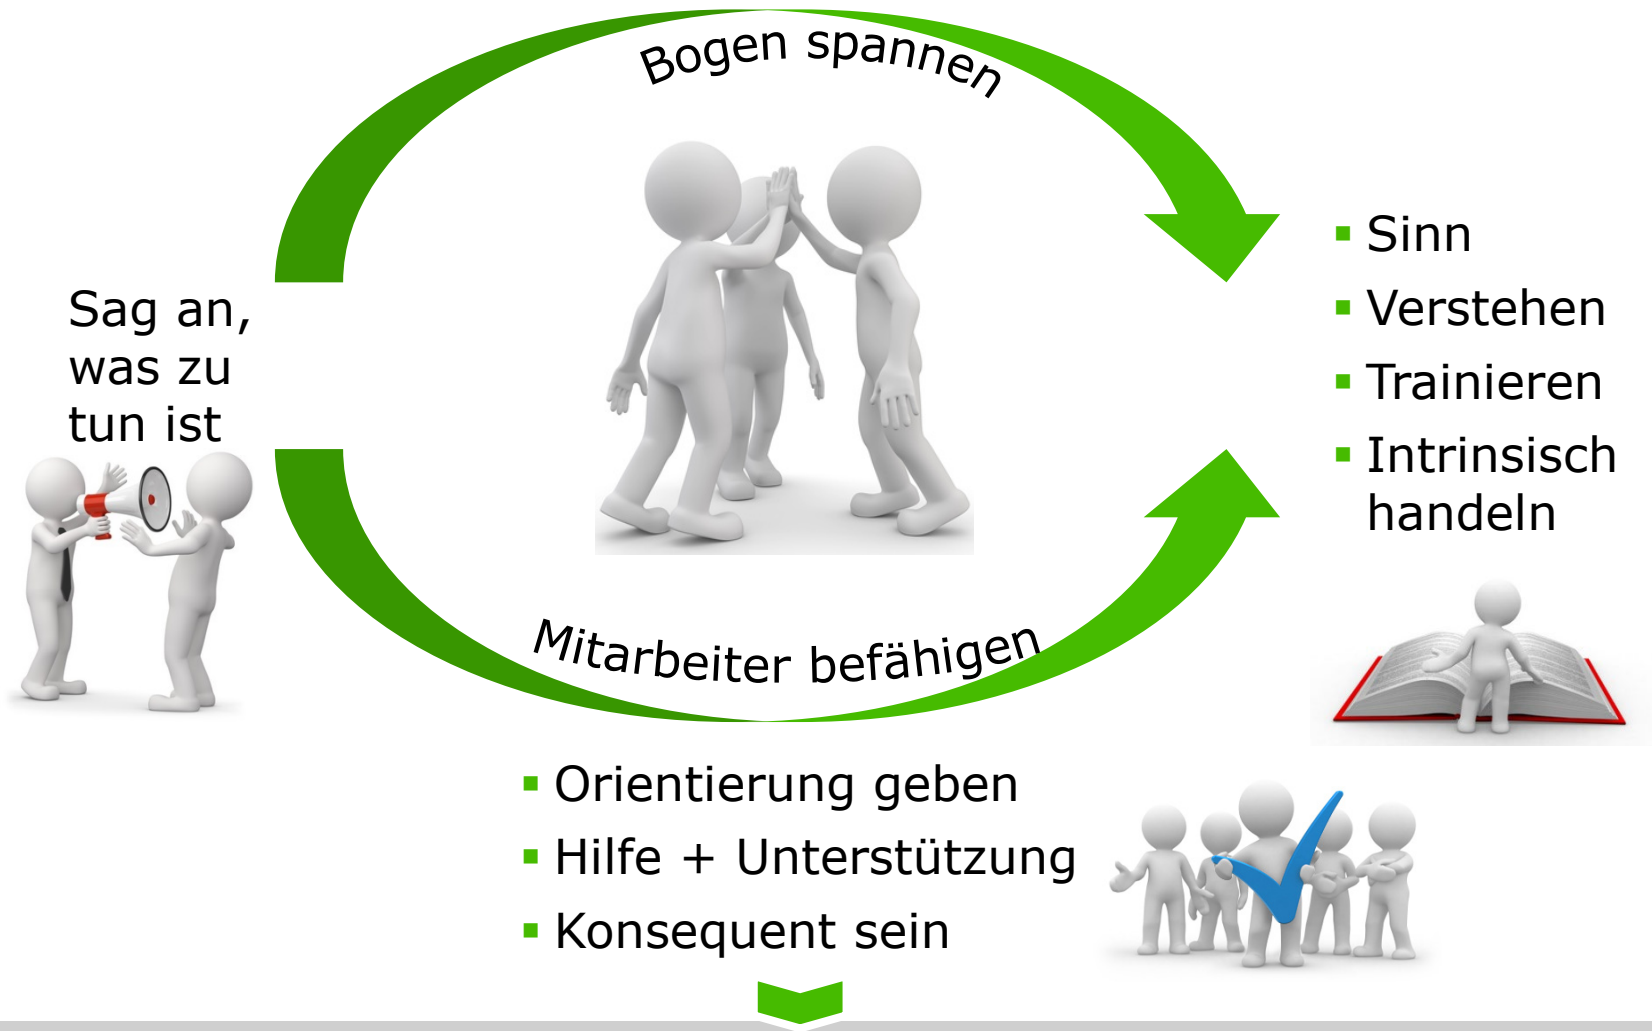 Bogen spannen
Sag an,
was zu
tun ist
▪ Sinn
▪ Verstehen
▪ Trainieren
▪ Intrinsisch
handeln
Mitarbeiter befähigen
▪ Orientierung geben
▪ Hilfe + Unterstützung
▪ Konsequent sein